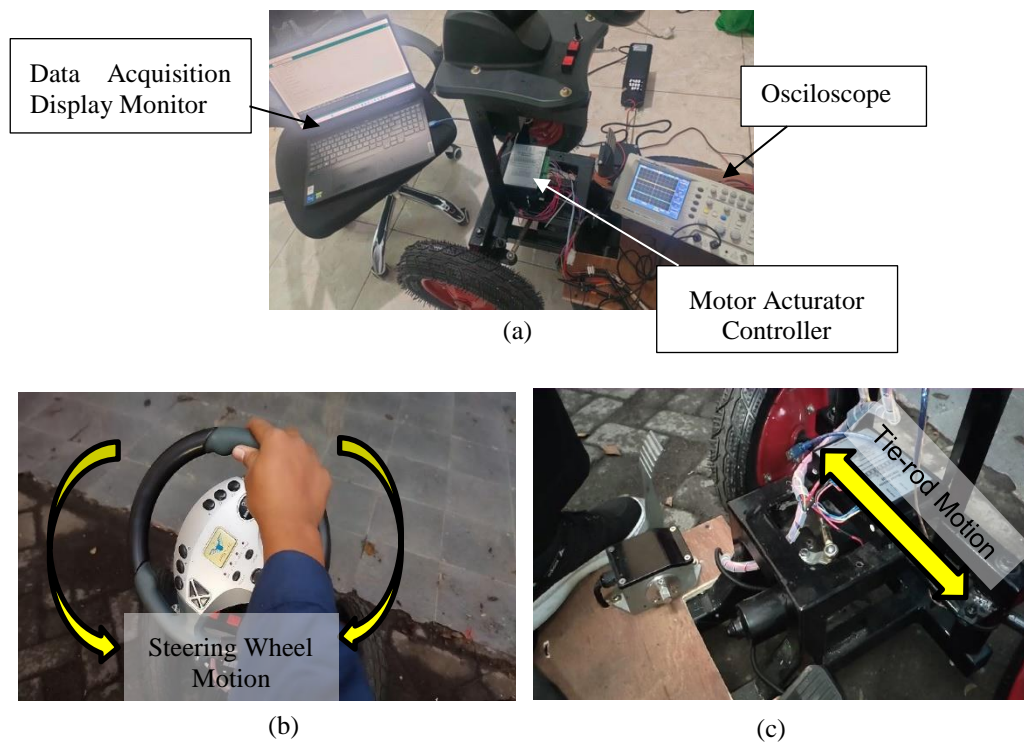 Data Acquisition
Display Monitor
Osciloscope
Motor Acturator
Controller
(a)
Steering Wheel
Motion
(b)
Tie-rod Motion
(c)